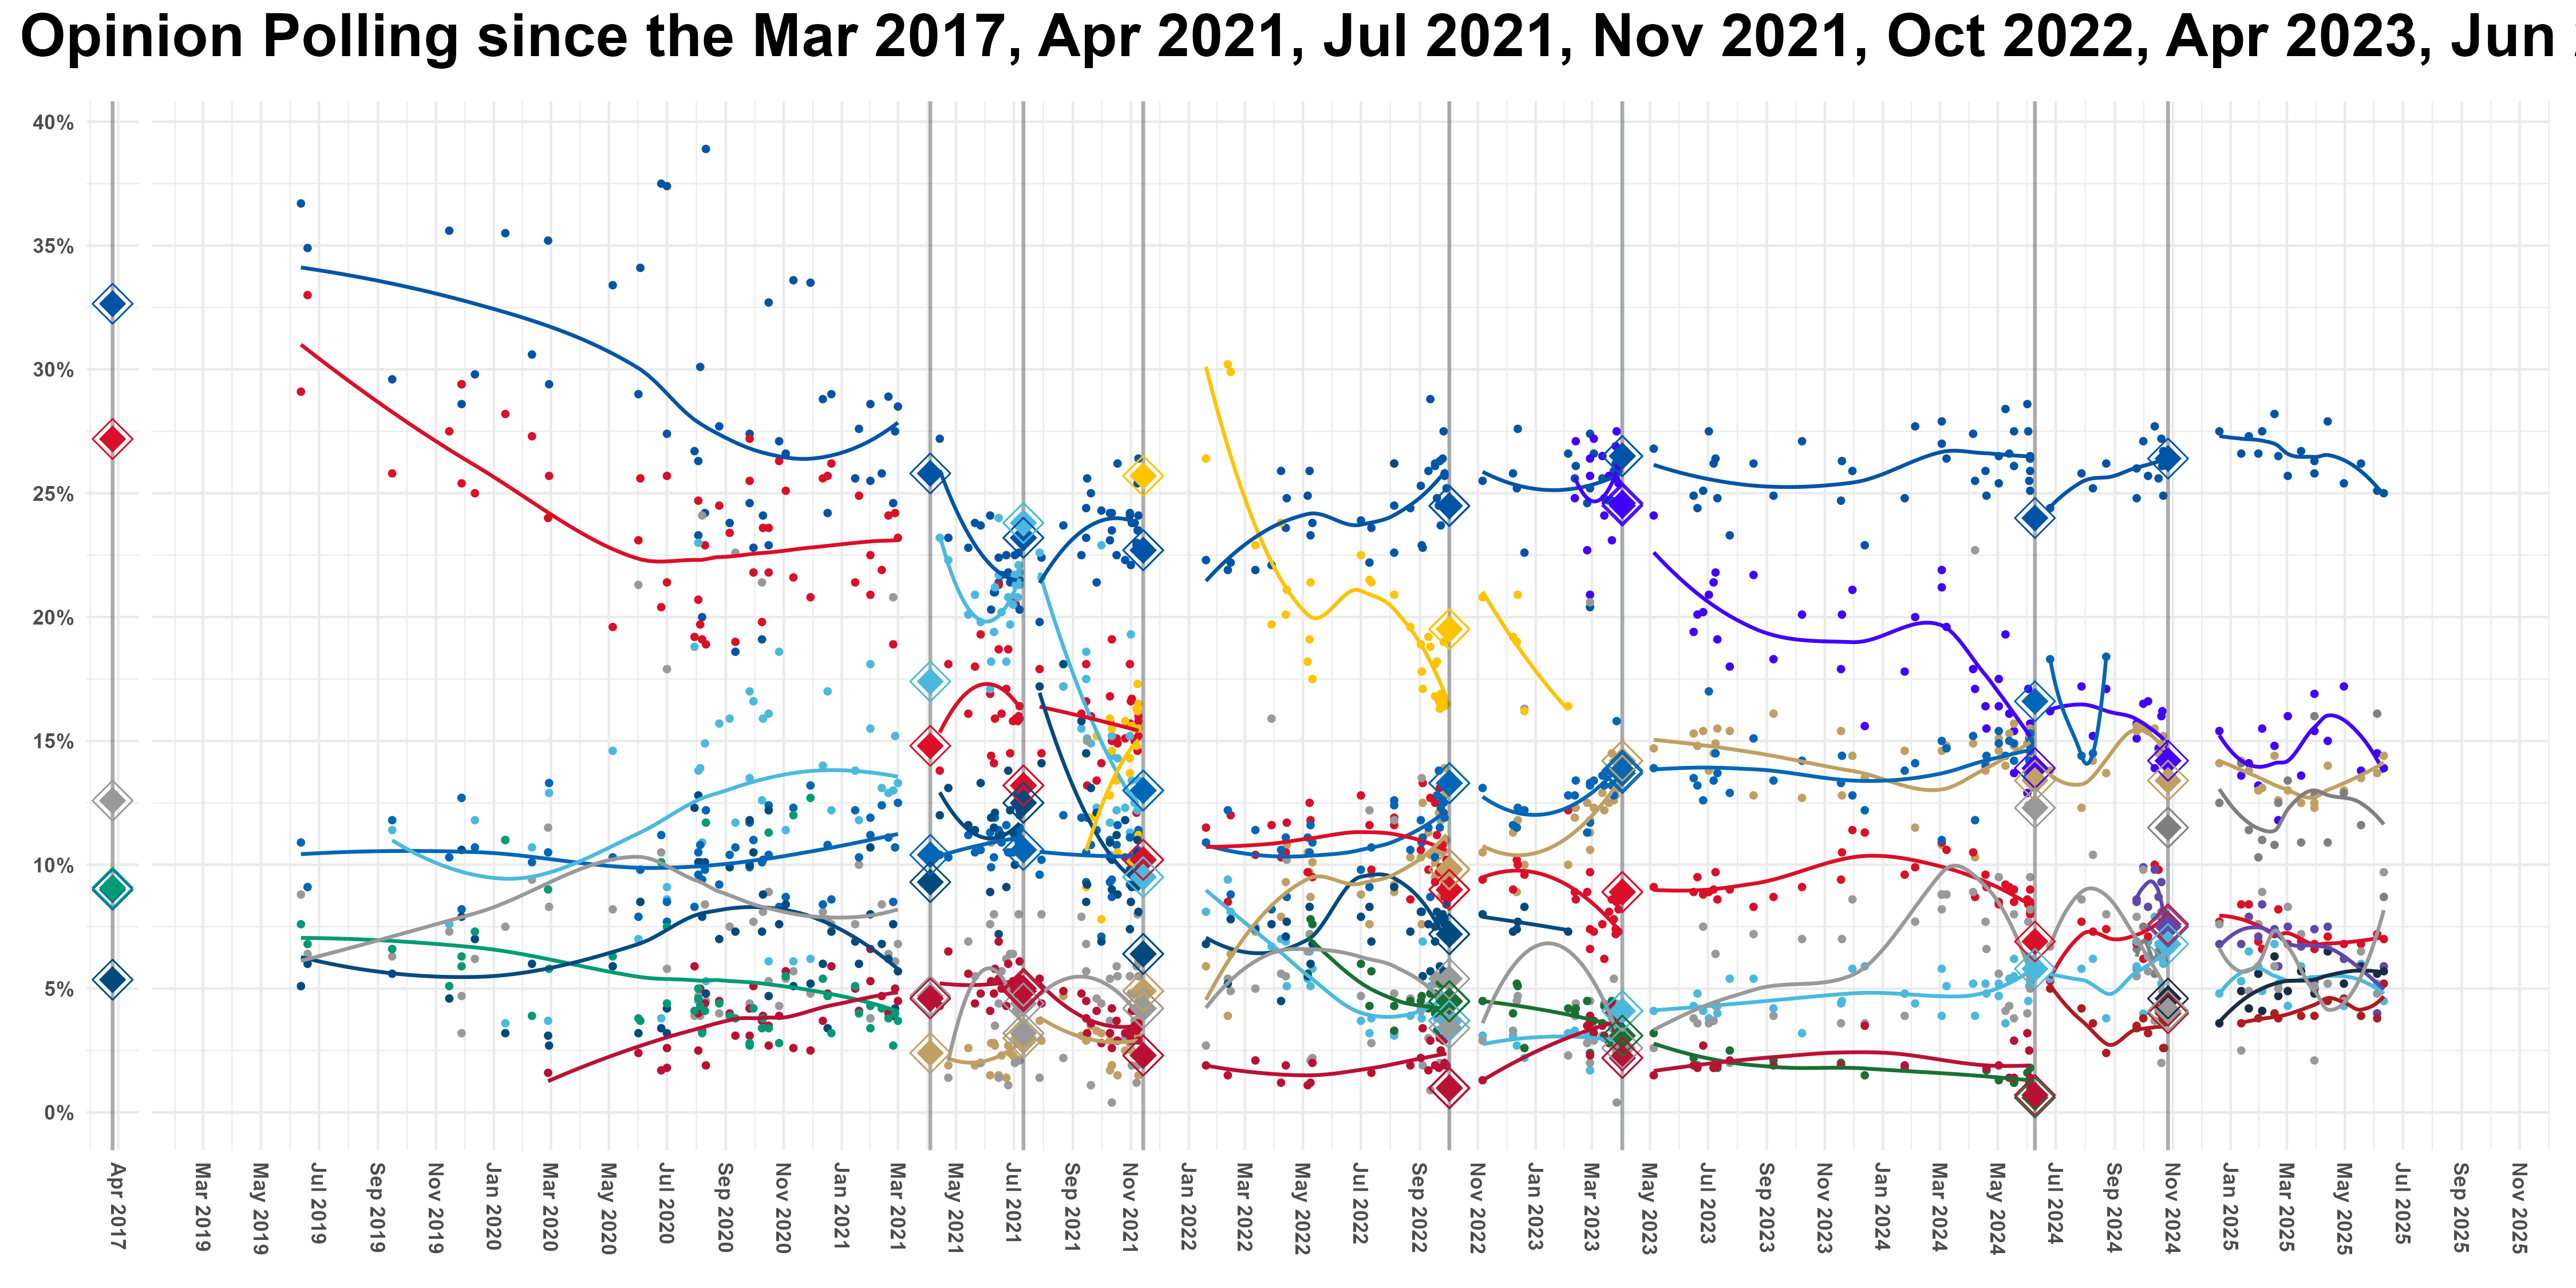 Opinion Polling since the Mar 2017, Apr 2021, Jul 2021, Nov 2021, Oct 2022, Apr 2023, Jun 2
40%
35%
30%
25%
20%
15%
10%
5%
0%
Apr 2017
Mar 2019
May 2019
Jul 2019
Sep 2019
Nov 2019
Jan 2020
Mar 2020
May 2020
Jul 2020
Sep 2020
Nov 2020
Jan 2021
Mar 2021
May 2021
Jul 2021
Sep 2021
Nov 2021
Jan 2022
Mar 2022
May 2022
Jul 2022
Sep 2022
Nov 2022
Jan 2023
Mar 2023
May 2023
Jul 2023
Sep 2023
Nov 2023
Jan 2024
Mar 2024
May 2024
Jul 2024
Sep 2024
Nov 2024
Jan 2025
Mar 2025
May 2025
Jul 2025
Sep 2025
Nov 2025